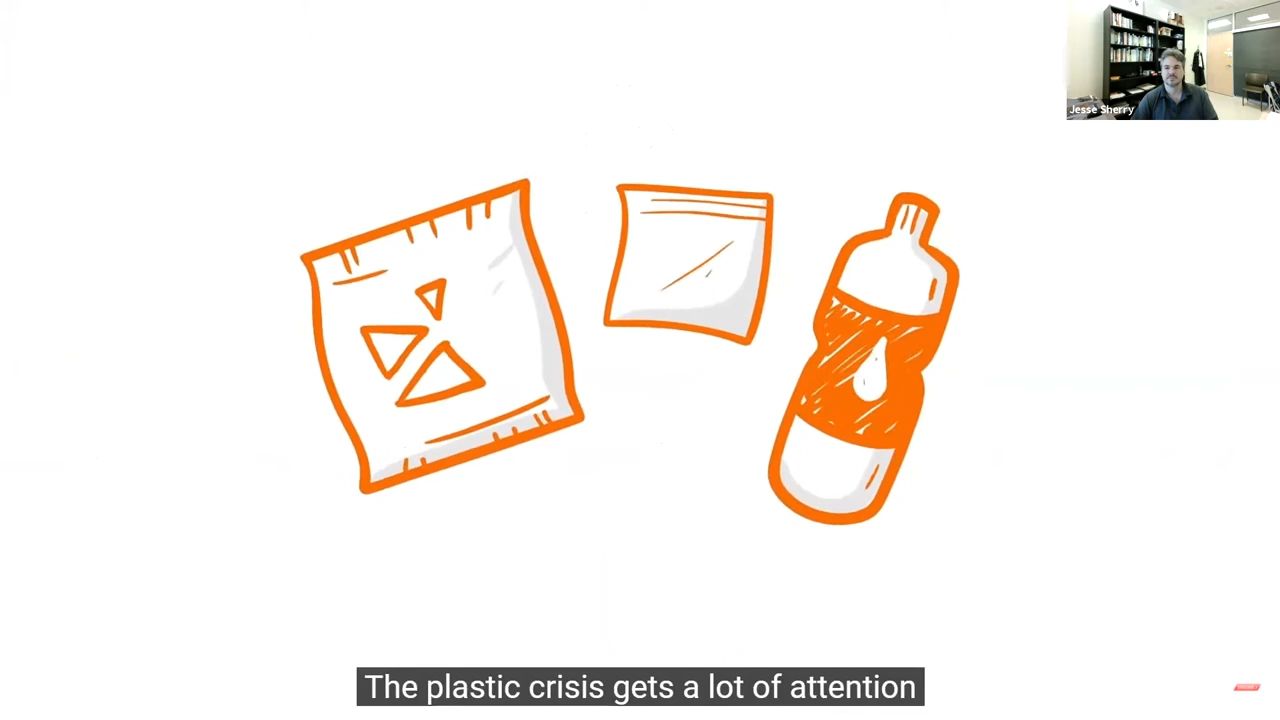 Jesse Sherry
The plastic crisis gets a lot of attention